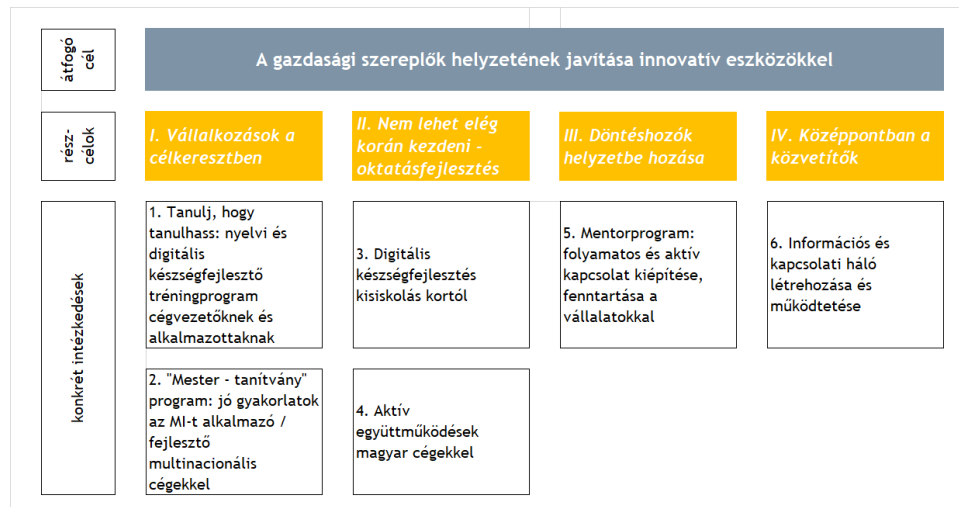 átfogó
cél
A gazdasági szereplők helyzetének javítása innovatív eszközökkel
rész-
célok
I. Vállalkozások a
célkeresztben
II. Nem lehet elég
korán kezdeni -
oktatásfejlesztés
III. Döntéshozók
helyzetbe hozása
IV. Középpontban a
közvetítők
konkrét intézkedések
1. Tanulj, hogy
tanulhass: nyelvi és
digitális
készségfejlesztő
tréningprogram
cégvezetőknek és
alkalmazottaknak
3. Digitális
készségfejlesztés
kisiskolás kortól
5. Mentorprogram:
folyamatos és aktív
kapcsolat kiépítése,
fenntartása a
vállalatokkal
6. Információs és
kapcsolati háló
létrehozása és
működtetése
2. "Mester - tanítvány"
program: jó gyakorlatok
az MI-t alkalmazó /
fejlesztő
multinacionális
cégekkel
4. Aktív
együttműködések
magyar cégekkel